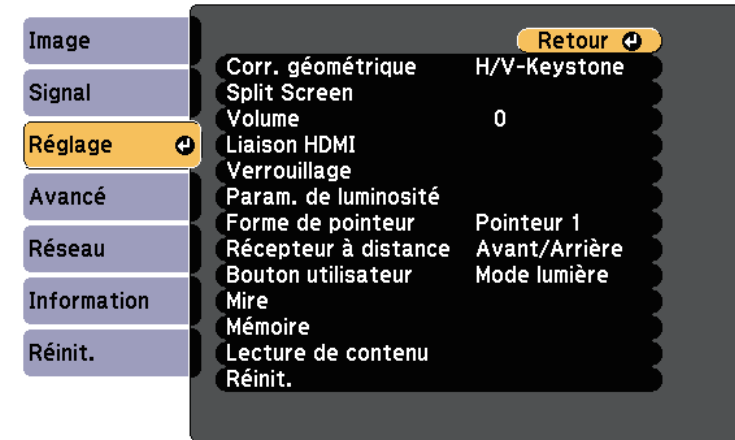 Image
Signal
Réglage
Avancé
Réseau
Information
Réinit.
Retour
Corr. géométrique H/V-Keystone
Split Screen
Volume 0
Liaison HDMI
Verrouillage
Param. de luminosité
Forme de pointeur Pointeur 1
Récepteur à distance Avant/Arrière
Bouton utilisateur Mode lumière
Mire
Mémoire
Lecture de contenu
Réinit.